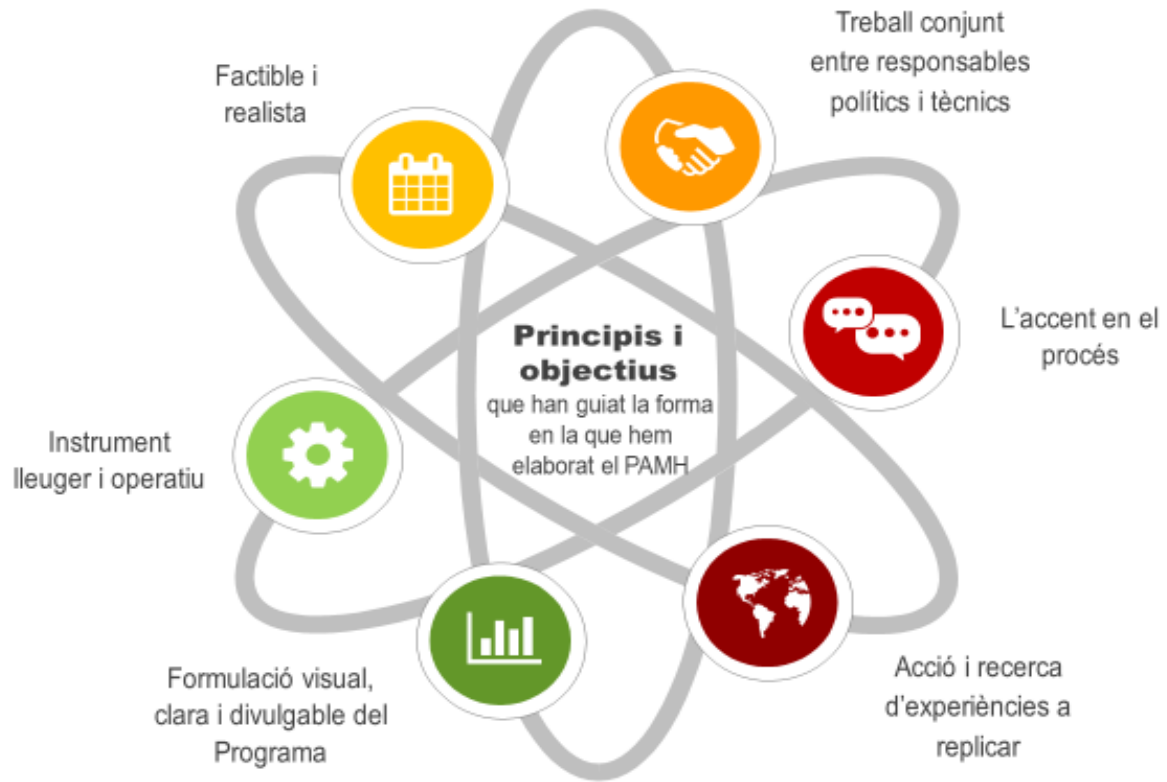 Treball conjunt
entre responsables
polítics i tècnics
Factible i
realista
L'accent en el
procés
Principis i
objectius
que han guiat la forma
en la que hem
elaborat el PAMH
Instrument
lleuger i operatiu
Acció i recerca
d'experiències a
replicar
Formulació visual,
clara i divulgable del
Programa